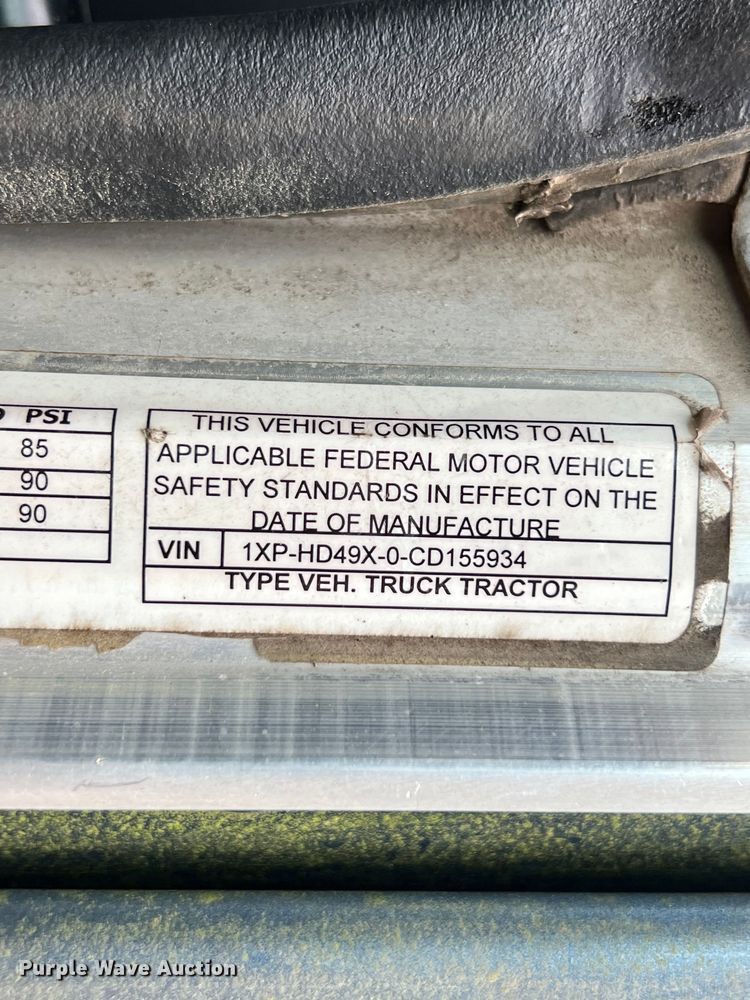 PSI
85
90
90
THIS VEHICLE CONFORMS TO ALL
APPLICABLE FEDERAL MOTOR VEHICLE
SAFETY STANDARDS IN EFFECT ON THE
DATE OF MANUFACTURE
VIN 1XP-HD49X-0-CD155934
TYPE VEH. TRUCK TRACTOR
Purple Wave Auction